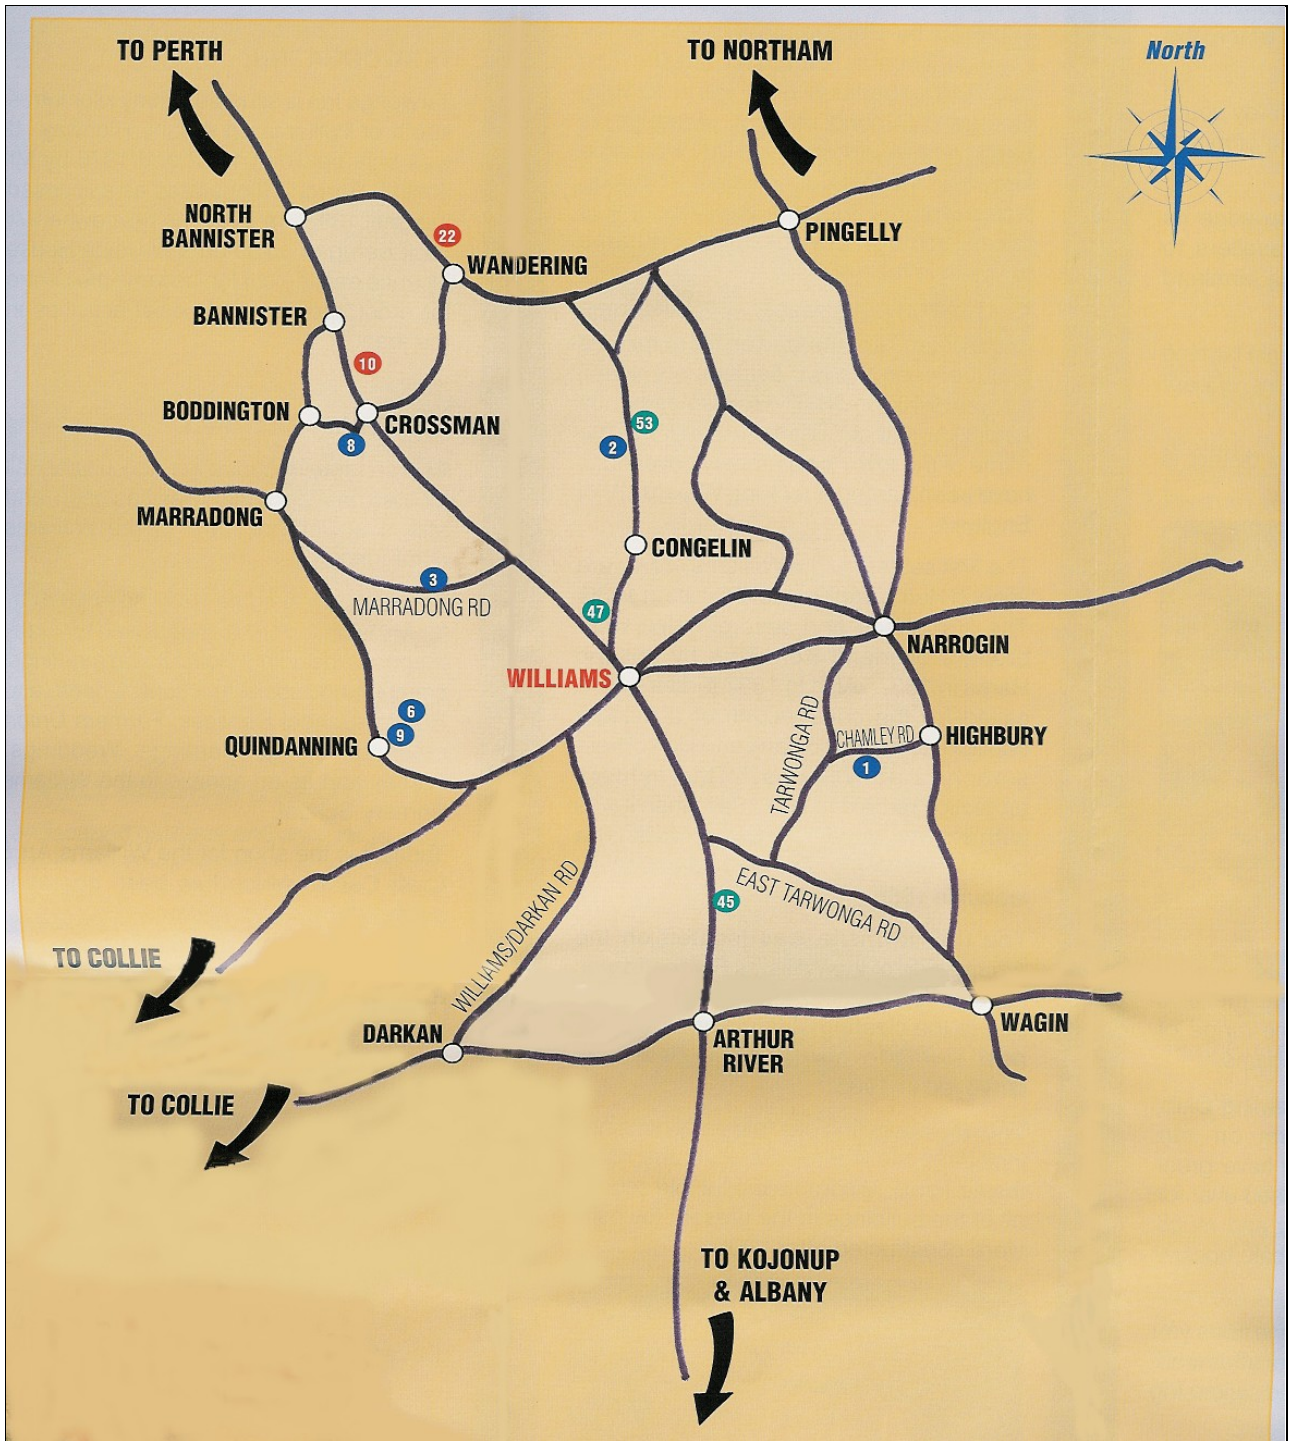 TO PERTH
TO NORTHAM
North
NORTH
BANNISTER
22
PINGELLY
WANDERING
BANNISTER
10
BODDINGTON
CROSSMAN
8
53
2
MARRADONG
CONGELIN
3
MARRADONG RD
47
NARROGIN
WILLIAMS
6
9
QUINDANNING
TARWONGA RD
CHAMLEY RD
HIGHBURY
1
EAST TARWONGA RD
45
WILLIAMS/DARKAN RD
TO COLLIE
DARKAN
ARTHUR
RIVER
WAGIN
TO COLLIE
TO KOJONUP
& ALBANY